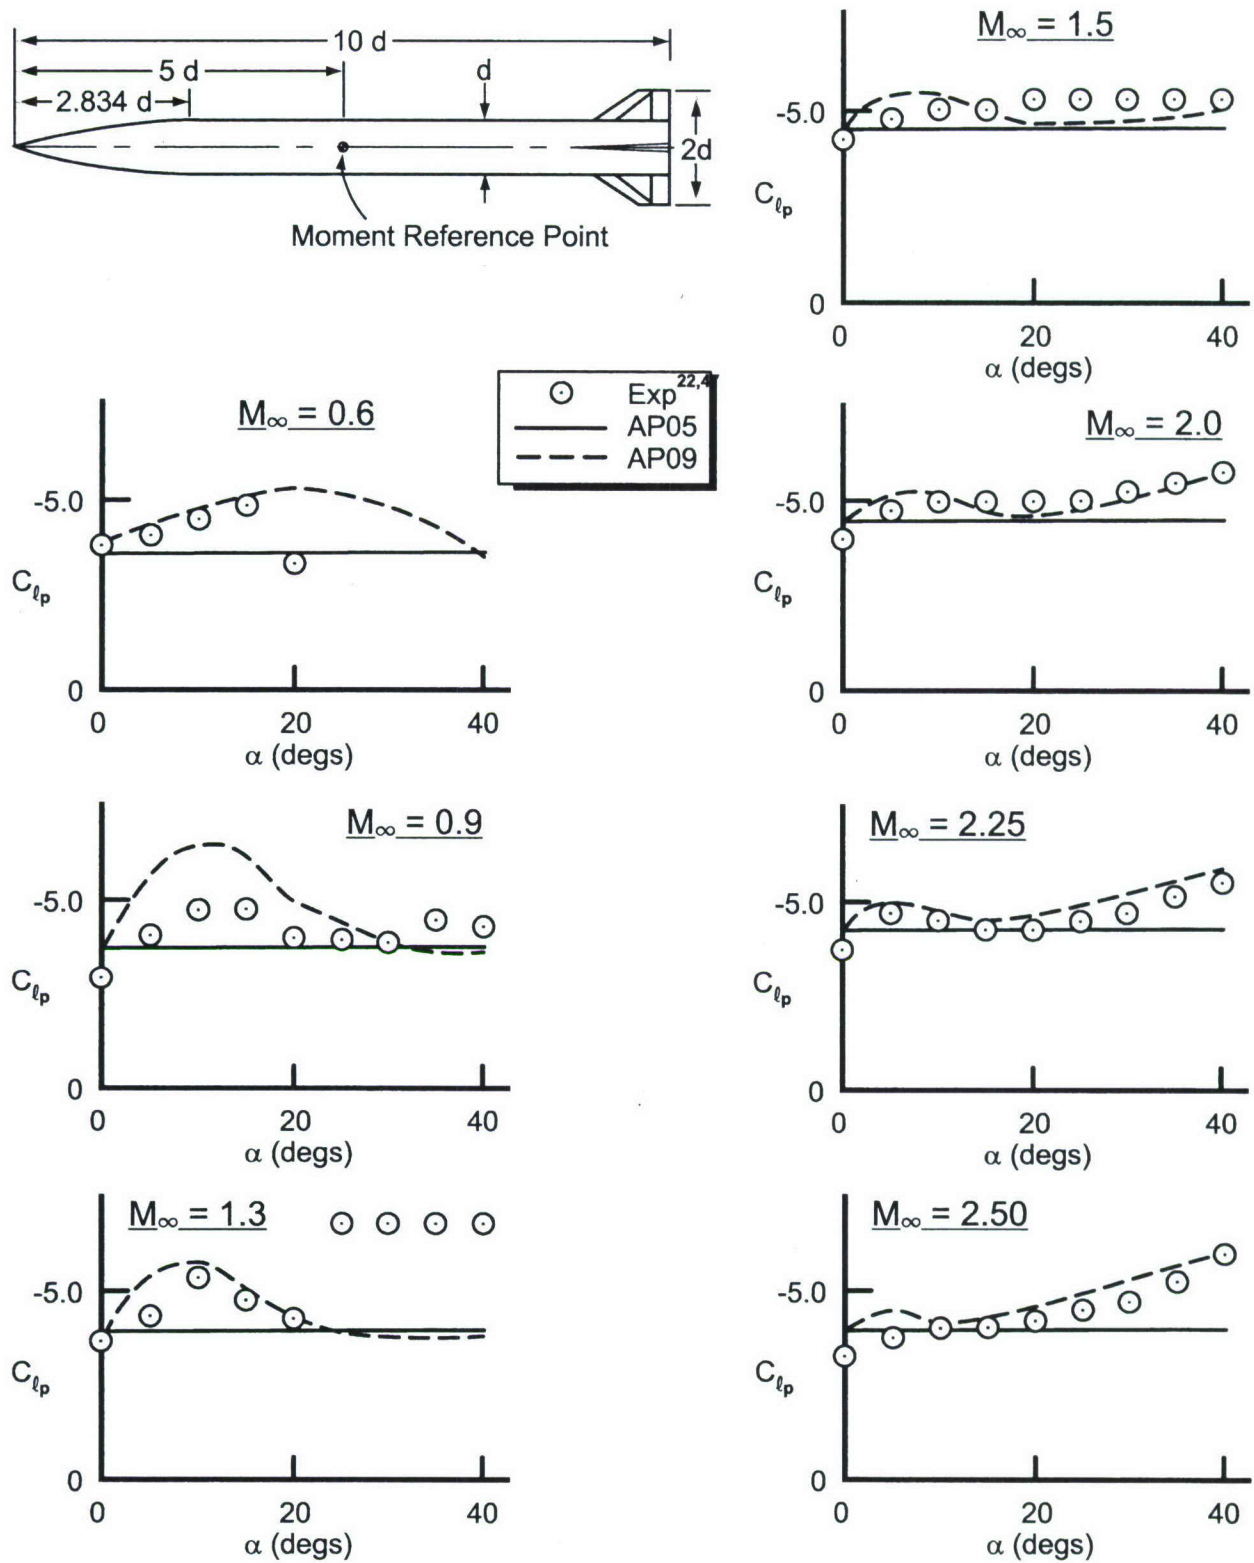 10 d
5 d
d
2.834 d
2d
Moment Reference Point
M∞ = 1.5
-5.0
Cℓp
0
0 20 40
α (degs)
Exp22,4
AP05
AP09
M∞ = 0.6
-5.0
Cℓp
0
0 20 40
α (degs)
M∞ = 2.0
-5.0
Cℓp
0
0 20 40
α (degs)
M∞ = 0.9
-5.0
Cℓp
0
0 20 40
α (degs)
M∞ = 2.25
-5.0
Cℓp
0
0 20 40
α (degs)
M∞ = 1.3
-5.0
Cℓp
0
0 20 40
α (degs)
M∞ = 2.50
-5.0
Cℓp
0
0 20 40
α (degs)